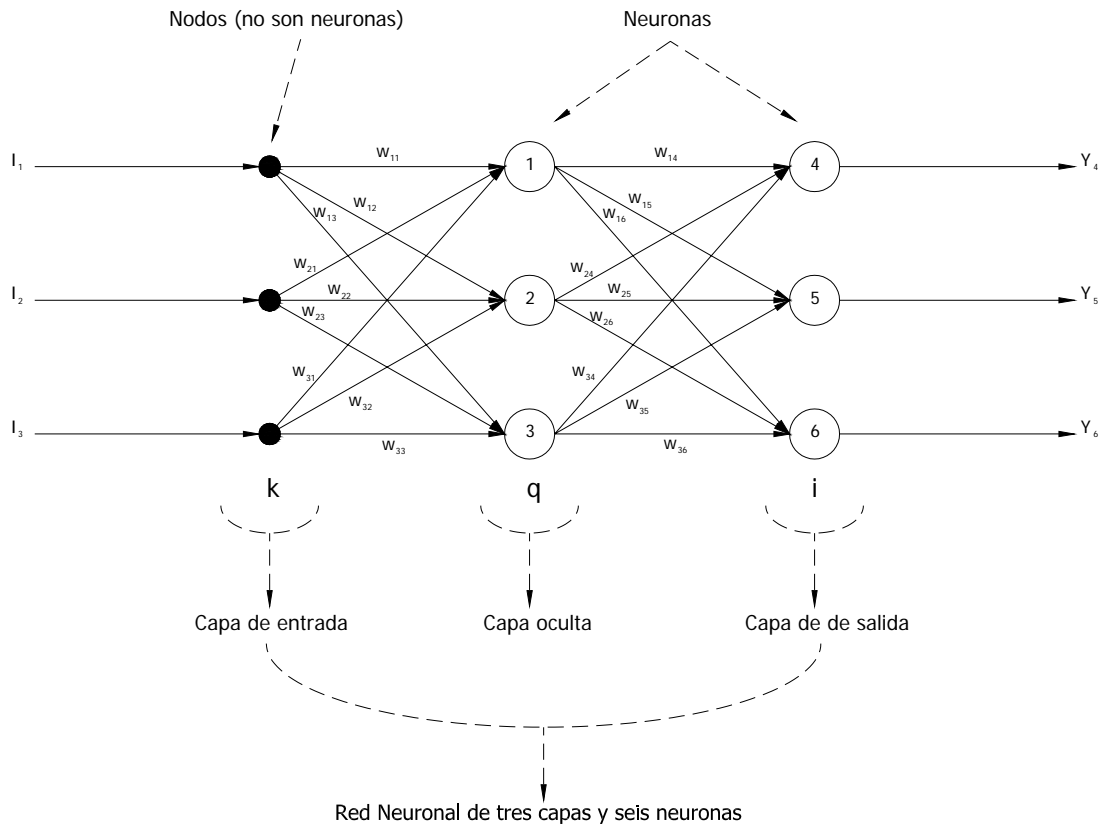 Nodos (no son neuronas)
Neuronas
I₁
W₁₁
1
W₁₄
4
Y₄
W₁₂
W₁₃
W₁₅
W₁₆
W₂₁
W₂₄
I₂
W₂₂
2
W₂₅
5
Y₅
W₂₃
W₂₆
W₃₁
W₃₄
W₃₂
W₃₅
I₃
W₃₃
3
W₃₆
6
Y₆
k
q
i
Capa de entrada
Capa oculta
Capa de de salida
Red Neuronal de tres capas y seis neuronas